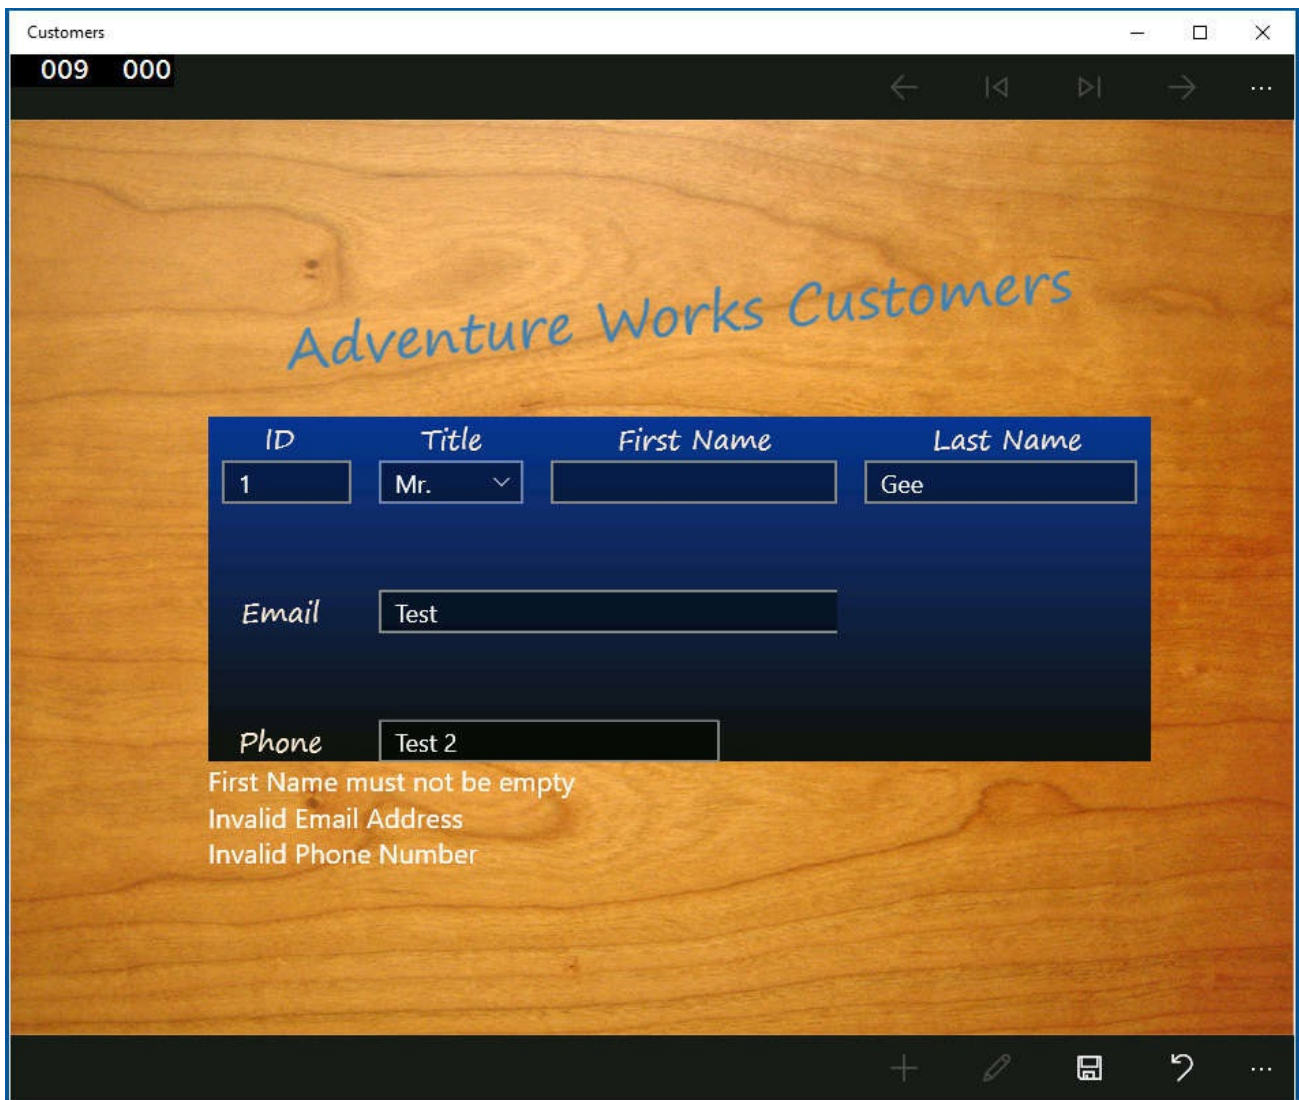 Customers
009 000
Adventure Works Customers
ID Title First Name Last Name
1 Mr. Gee
Email Test
Phone Test 2
First Name must not be empty
Invalid Email Address
Invalid Phone Number